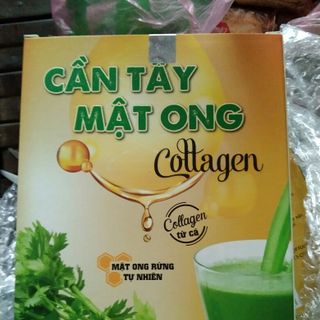 CẦN TÂY
MẬT ONG
Collagen
Collagen
từ cá
MẬT ONG RỪNG
TỰ NHIÊN